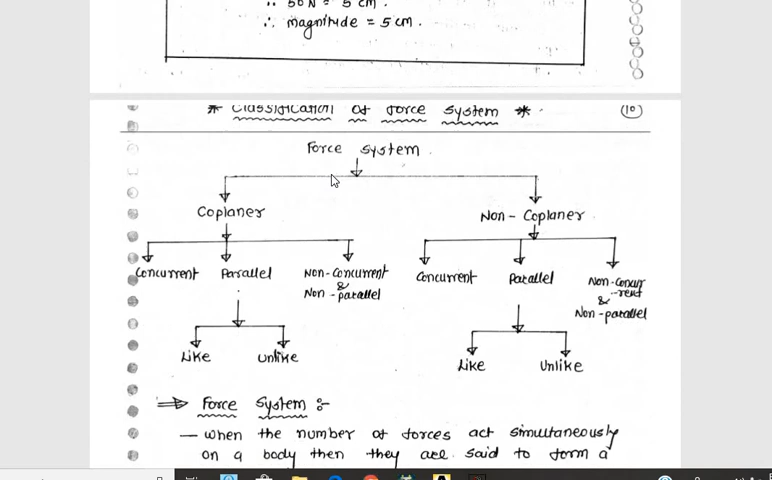 ∴ 50 N = 5 cm.
∴ magnitude = 5 cm.
* Classification of force system *
(10)
Force system.
Coplaner
Non - Coplaner
Concurrent
Parallel
Non-Concurrent
&
Non - parallel
Concurrent
Parallel
Non-Concur
-rent
&
Non-parallel
Like
Unlike
Like
Unlike
⇒ Force System :-
— when the number of forces act simultaneously
on a body then they are said to form a